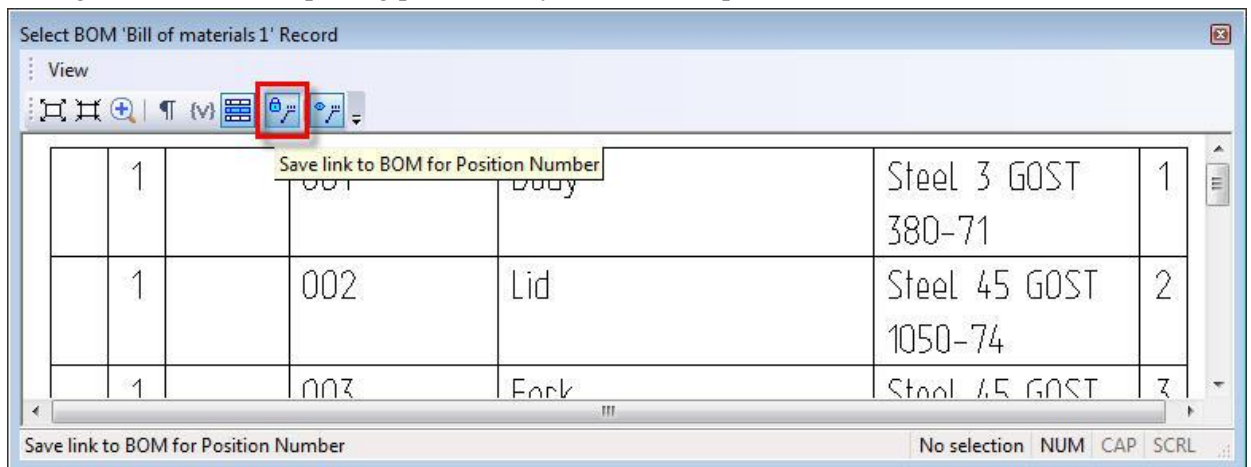 Select BOM 'Bill of materials 1' Record
View
¶ {v}
Save link to BOM for Position Number
1 001 Body Steel 3 GOST 1
380-71
1 002 Lid Steel 45 GOST 2
1050-74
1 003 Fork Steel 45 GOST 3
Save link to BOM for Position Number No selection NUM CAP SCRL